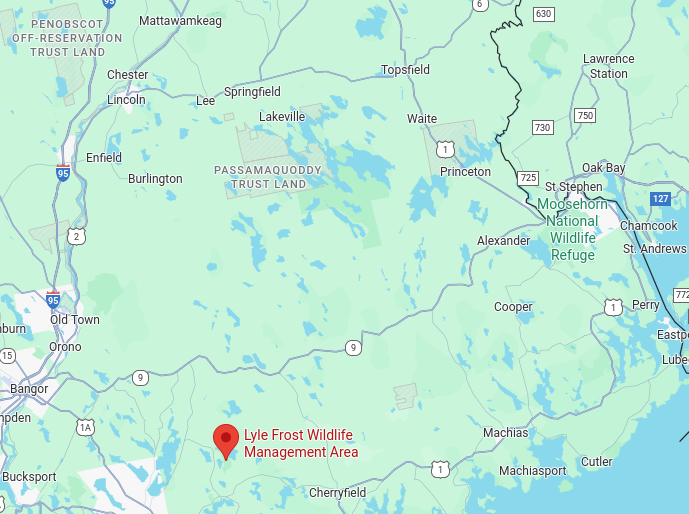 95
6
630
PENOBSCOT
OFF-RESERVATION
TRUST LAND
Mattawamkeag
Lawrence
Station
Topsfield
Chester
Lincoln
Lee
Springfield
Lakeville
Waite
750
730
1
Enfield
95
Burlington
PASSAMAQUODDY
TRUST LAND
Princeton
725
Oak Bay
St Stephen
127
Moosehorn
National
Wildlife
Refuge
Chamcook
St. Andrews
2
Alexander
95
Cooper
1
Perry
772
Old Town
burn
Eastpo
Orono
15
9
Lube
9
Bangor
mpden
1A
Lyle Frost Wildlife
Management Area
Machias
1
Cutler
Machiasport
Bucksport
Cherryfield